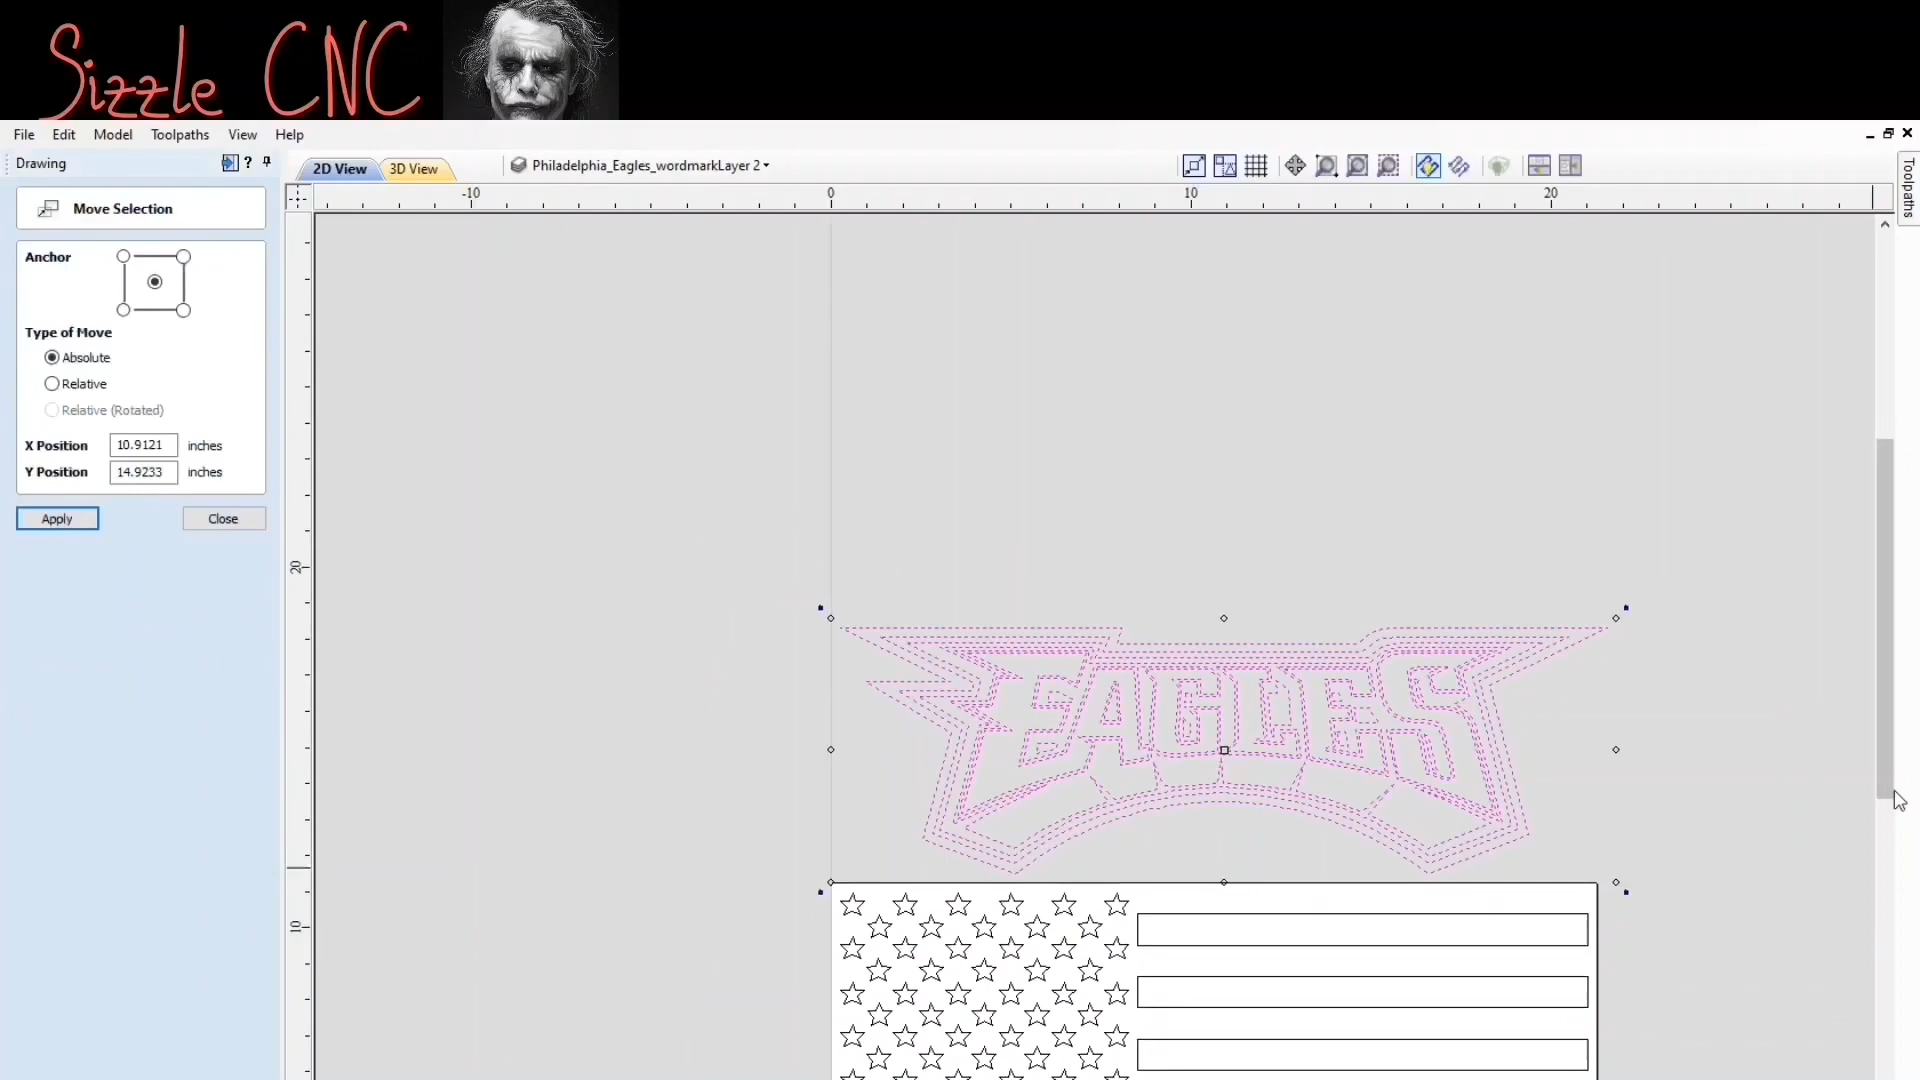 Sizzle CNC
File Edit Model Toolpaths View Help
Drawing ?
2D View 3D View Philadelphia_Eagles_wordmarkLayer 2
Toolpaths
-10 0 10 20
Move Selection
Anchor
Type of Move
Absolute
Relative
Relative (Rotated)
X Position 10.9121 inches
Y Position 14.9233 inches
Apply Close
20
EAGLES
10